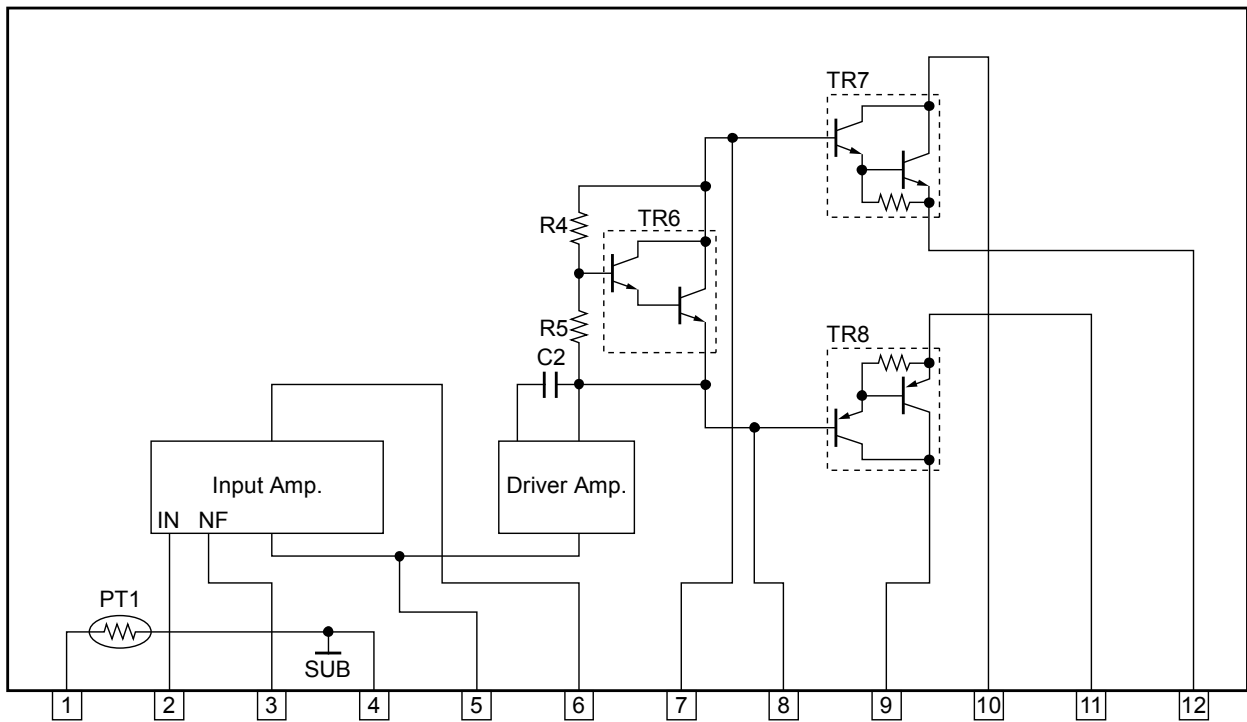 TR7
R4
TR6
R5
TR8
C2
Input Amp.
Driver Amp.
IN NF
PT1
SUB
1 2 3 4 5 6 7 8 9 10 11 12